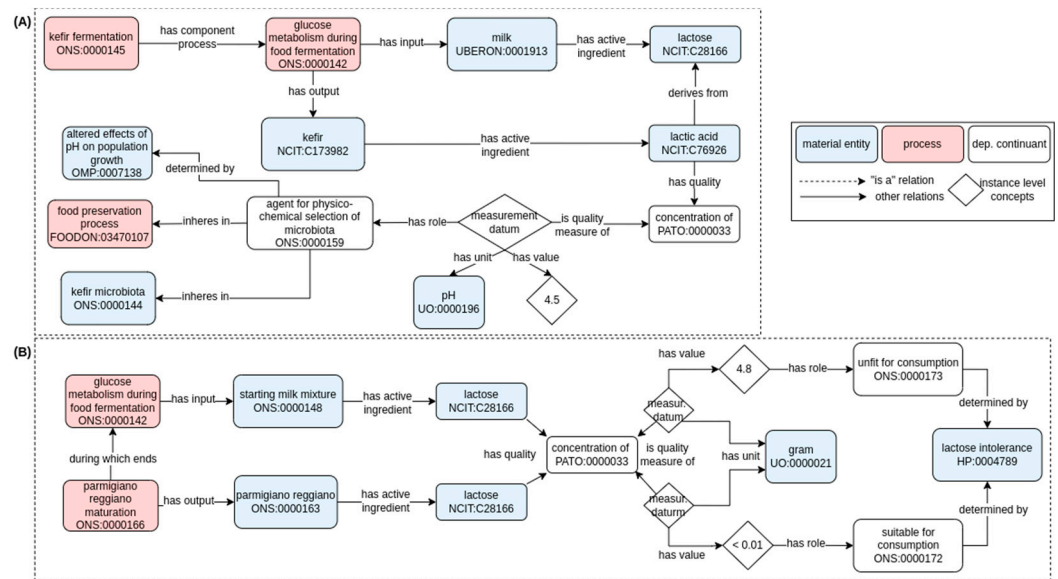 (A)
kefir fermentation
ONS:0000145
has component
process
glucose
metabolism during
food fermentation
ONS:0000142
has input
milk
UBERON:0001913
has active
ingredient
lactose
NCIT:C28166
has output
derives from
kefir
NCIT:C173982
has active
ingredient
lactic acid
NCIT:C76926
altered effects of
pH on population
growth
OMP:0007138
determined by
has quality
food preservation
process
FOODON:03470107
inheres in
agent for physico-
chemical selection of
microbiota
ONS:0000159
has role
measurement
datum
is quality
measure of
concentration of
PATO:0000033
kefir microbiota
ONS:0000144
inheres in
has unit
has value
pH
UO:0000196
4.5
material entity
process
dep. continuant
"is a" relation
other relations
instance level
concepts
(B)
glucose
metabolism during
food fermentation
ONS:0000142
has input
starting milk mixture
ONS:0000148
has active
ingredient
lactose
NCIT:C28166
during which ends
has quality
parmigiano
reggiano
maturation
ONS:0000166
has output
parmigiano reggiano
ONS:0000163
has active
ingredient
lactose
NCIT:C28166
concentration of
PATO:0000033
is quality
measure of
measur.
datum
measur.
daturm
has value
4.8
has role
unfit for consumption
ONS:0000173
determined by
has unit
gram
UO:0000021
lactose intolerance
HP:0004789
determined by
has value
< 0.01
has role
suitable for
consumption
ONS:0000172